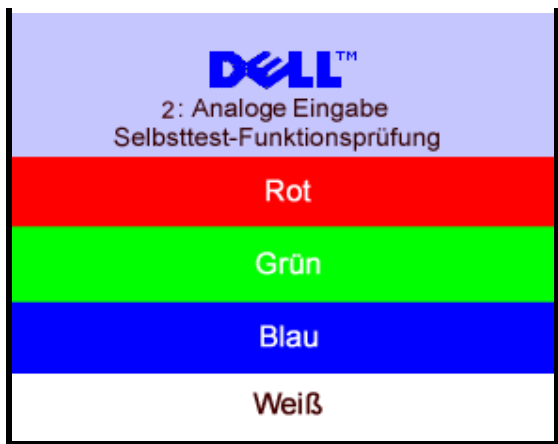 DELL™
2: Analoge Eingabe
Selbsttest-Funktionsprüfung
Rot
Grün
Blau
Weiß